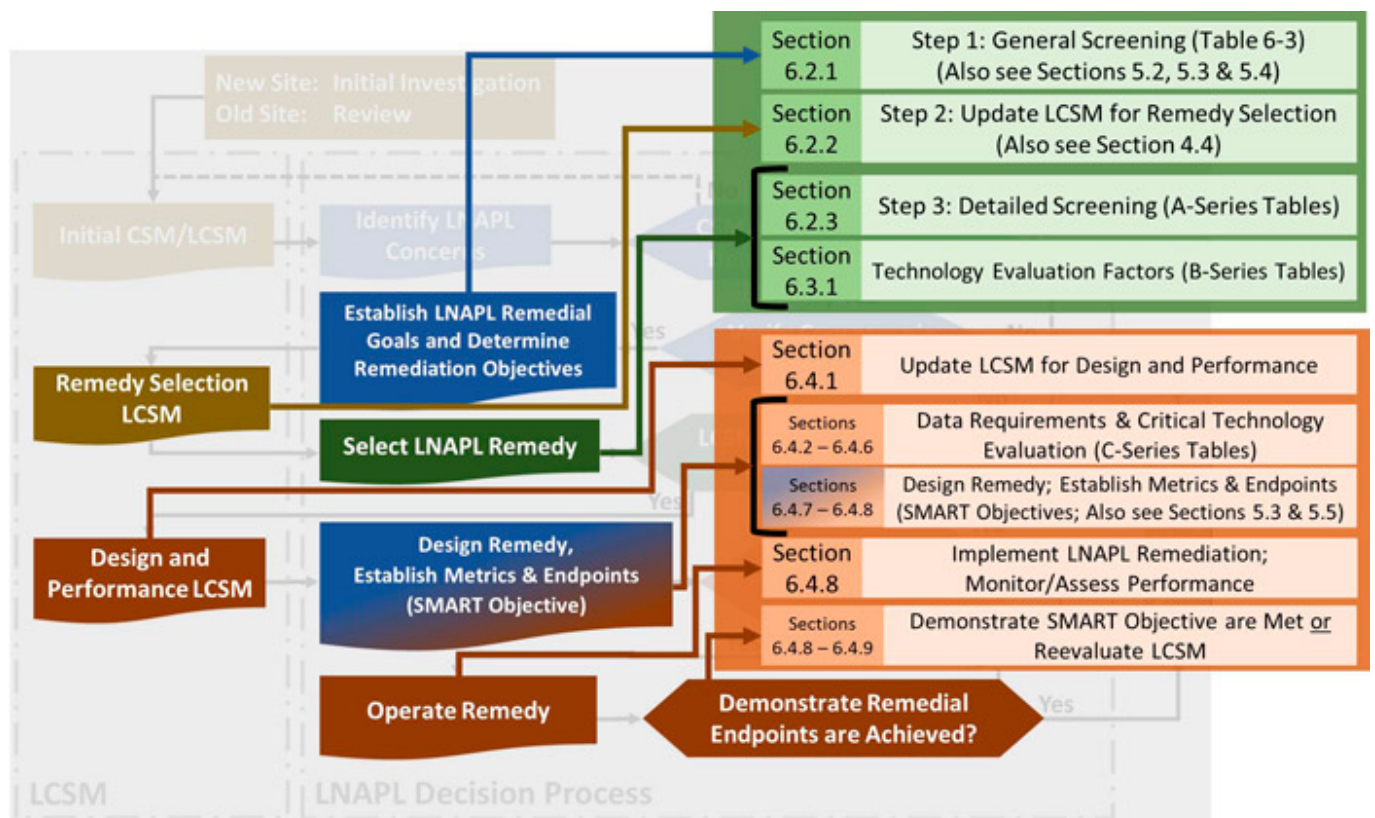 New Site: Initial Investigation
Old Site: Review
Initial CSM/LCSM
Identify LNAPL
Concerns
No
Yes
Establish LNAPL Remedial
Goals and Determine
Remediation Objectives
Remedy Selection
LCSM
Select LNAPL Remedy
Yes
Design and
Performance LCSM
Design Remedy,
Establish Metrics & Endpoints
(SMART Objective)
Operate Remedy
Demonstrate Remedial
Endpoints are Achieved?
Yes
LCSM
LNAPL Decision Process
Section
6.2.1
Step 1: General Screening (Table 6-3)
(Also see Sections 5.2, 5.3 & 5.4)
Section
6.2.2
Step 2: Update LCSM for Remedy Selection
(Also see Section 4.4)
Section
6.2.3
Step 3: Detailed Screening (A-Series Tables)
Section
6.3.1
Technology Evaluation Factors (B-Series Tables)
Section
6.4.1
Update LCSM for Design and Performance
Sections
6.4.2 – 6.4.6
Data Requirements & Critical Technology
Evaluation (C-Series Tables)
Sections
6.4.7 – 6.4.8
Design Remedy; Establish Metrics & Endpoints
(SMART Objectives; Also see Sections 5.3 & 5.5)
Section
6.4.8
Implement LNAPL Remediation;
Monitor/Assess Performance
Sections
6.4.8 – 6.4.9
Demonstrate SMART Objective are Met or
Reevaluate LCSM